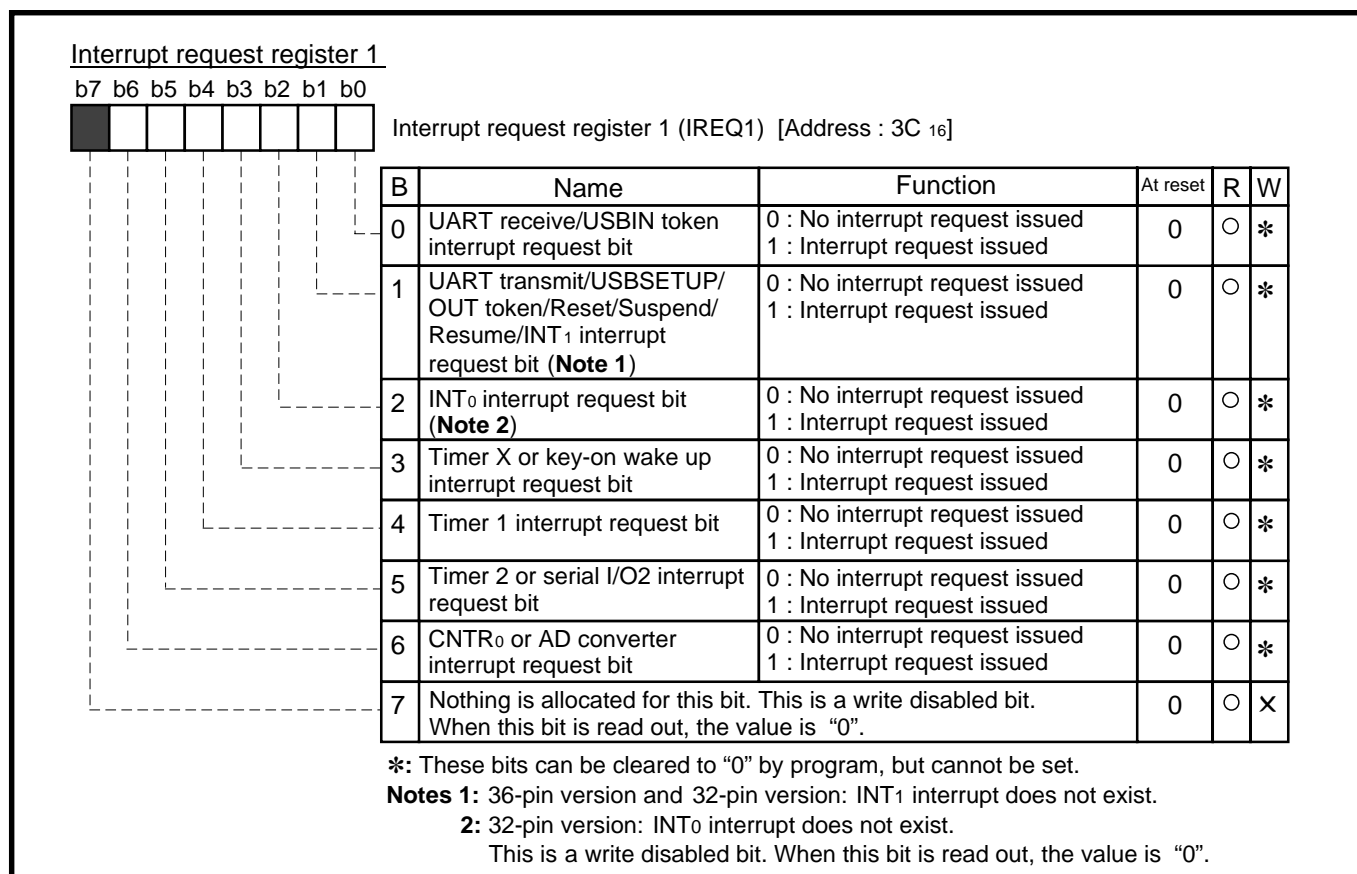 Interrupt request register 1
b7 b6 b5 b4 b3 b2 b1 b0
Interrupt request register 1 (IREQ1) [Address : 3C 16]
B Name Function At reset R W
0 UART receive/USBIN token interrupt request bit 0 : No interrupt request issued 1 : Interrupt request issued 0 ○ ✻
1 UART transmit/USBSETUP/ OUT token/Reset/Suspend/ Resume/INT1 interrupt request bit (Note 1) 0 : No interrupt request issued 1 : Interrupt request issued 0 ○ ✻
2 INT0 interrupt request bit (Note 2) 0 : No interrupt request issued 1 : Interrupt request issued 0 ○ ✻
3 Timer X or key-on wake up interrupt request bit 0 : No interrupt request issued 1 : Interrupt request issued 0 ○ ✻
4 Timer 1 interrupt request bit 0 : No interrupt request issued 1 : Interrupt request issued 0 ○ ✻
5 Timer 2 or serial I/O2 interrupt request bit 0 : No interrupt request issued 1 : Interrupt request issued 0 ○ ✻
6 CNTR0 or AD converter interrupt request bit 0 : No interrupt request issued 1 : Interrupt request issued 0 ○ ✻
7 Nothing is allocated for this bit. This is a write disabled bit. When this bit is read out, the value is “0”. 0 ○ ×
✻: These bits can be cleared to “0” by program, but cannot be set.
Notes 1: 36-pin version and 32-pin version: INT1 interrupt does not exist.
2: 32-pin version: INT0 interrupt does not exist.
This is a write disabled bit. When this bit is read out, the value is “0”.